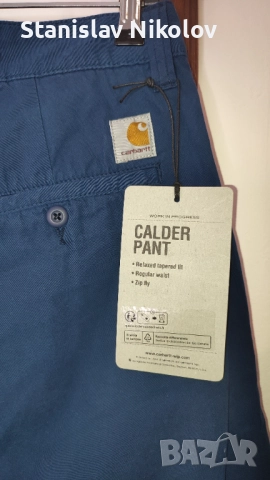 Stanislav Nikolov
carhartt
WORK IN PROGRESS
CALDER
PANT
• Relaxed tapered fit
• Regular waist
• Zip fly
www.carhartt-wip.com
BAZAR